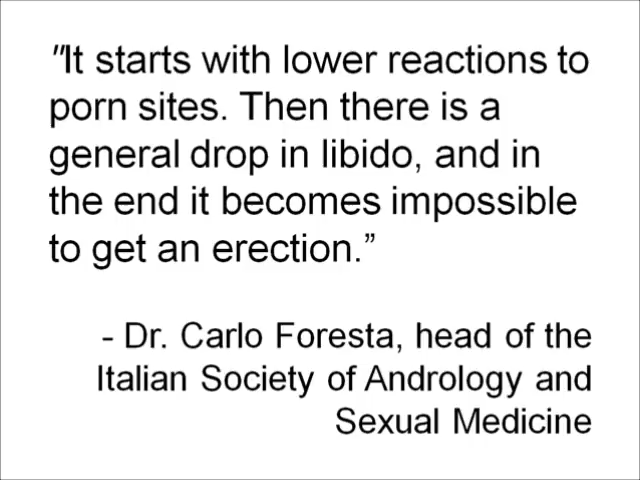 "It starts with lower reactions to
porn sites. Then there is a
general drop in libido, and in
the end it becomes impossible
to get an erection.”
- Dr. Carlo Foresta, head of the
Italian Society of Andrology and
Sexual Medicine